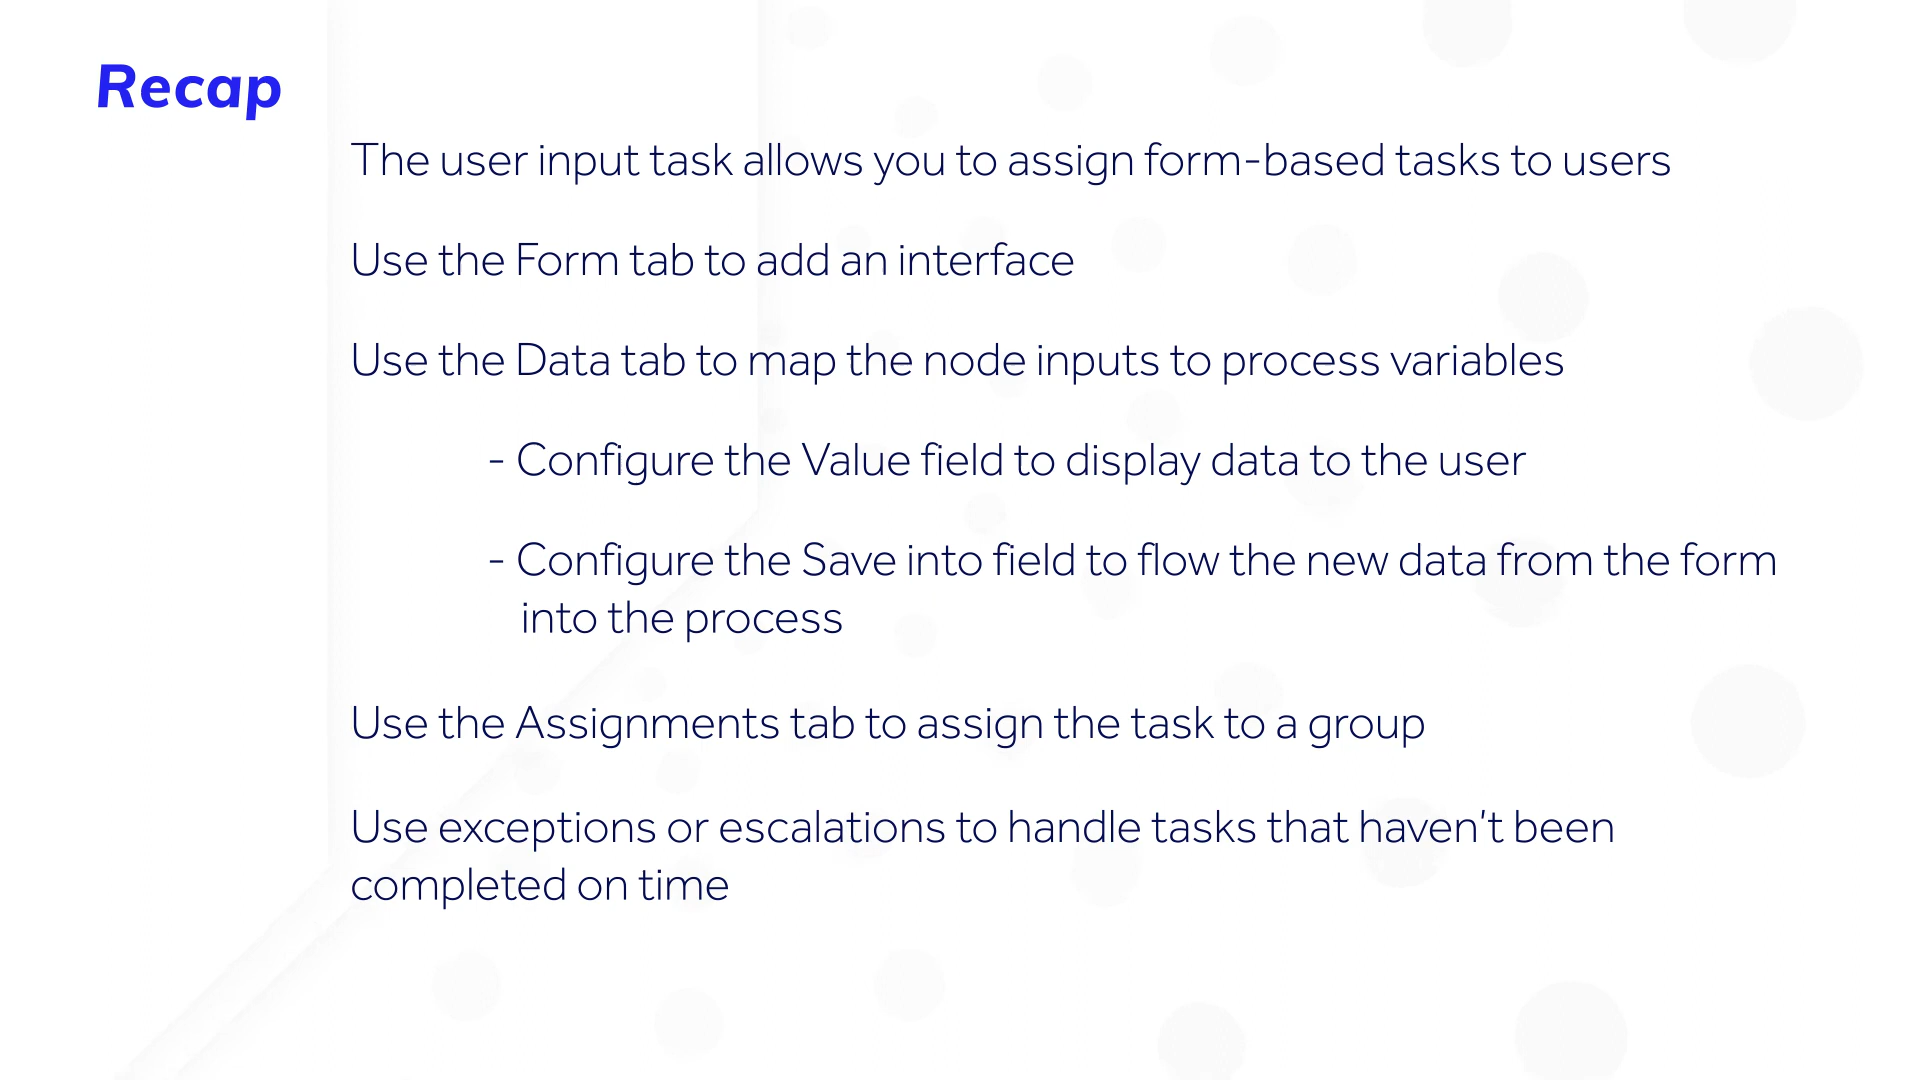 Recap
The user input task allows you to assign form-based tasks to users
Use the Form tab to add an interface
Use the Data tab to map the node inputs to process variables
- Configure the Value field to display data to the user
- Configure the Save into field to flow the new data from the form
into the process
Use the Assignments tab to assign the task to a group
Use exceptions or escalations to handle tasks that haven't been
completed on time